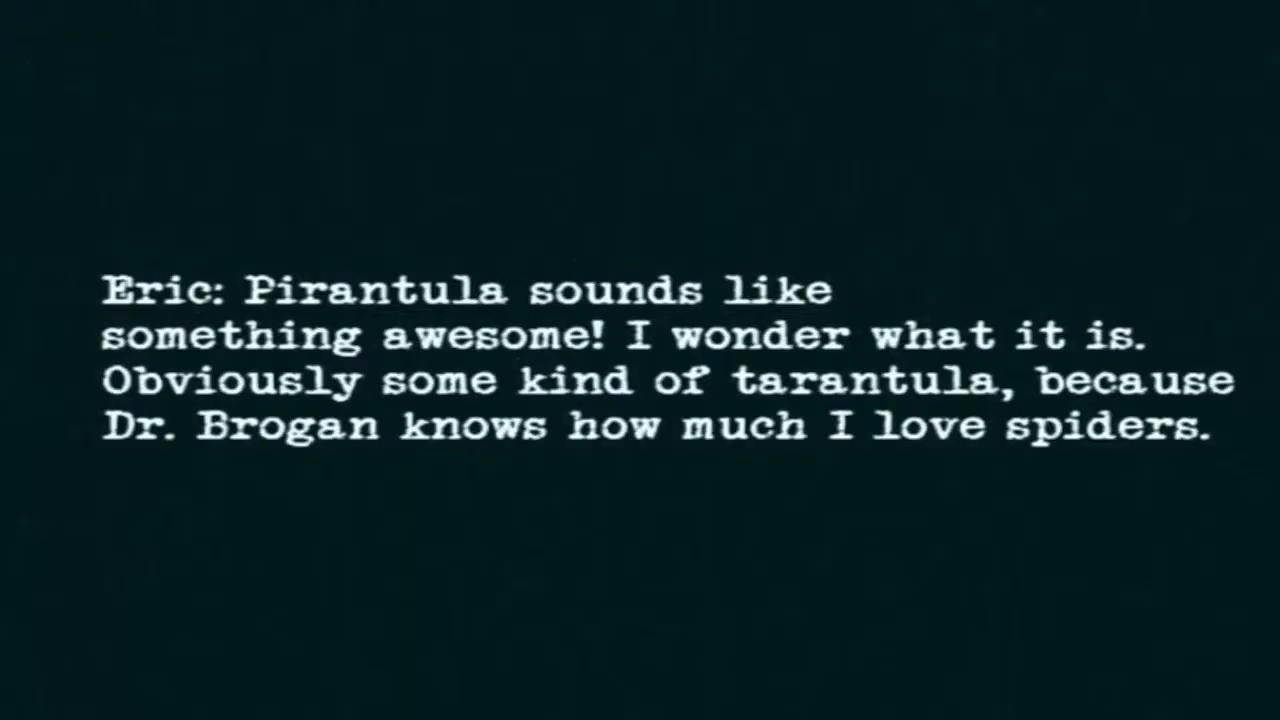 Eric: Pirantula sounds like
something awesome! I wonder what it is.
Obviously some kind of tarantula, because
Dr. Brogan knows how much I love spiders.